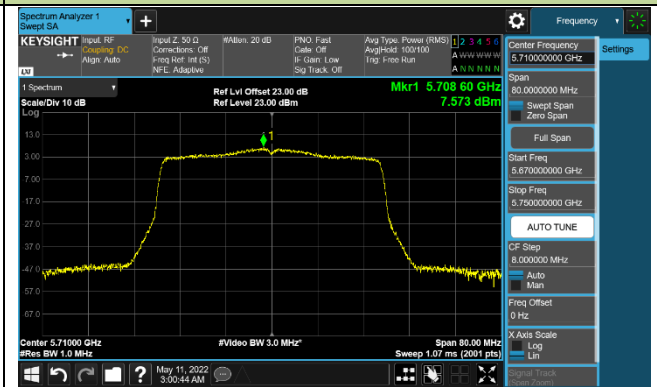 Spectrum Analyzer 1
Swept SA
+
Frequency
KEYSIGHT
Input: RF
Coupling: DC
Align: Auto
Input Z: 50 Ω
Corrections: Off
Freq Ref: Int (S)
NFE: Adaptive
#Atten: 20 dB
PNO: Fast
Gate: Off
IF Gain: Low
Sig Track: Off
Avg Type: Power (RMS)
Avg|Hold: 100/100
Trig: Free Run
1 2 3 4 5 6
A W W W W W
A N N N N N
LXI
1 Spectrum
Scale/Div 10 dB
Log
Ref Lvl Offset 23.00 dB
Ref Level 23.00 dBm
Mkr1 5.708 60 GHz
7.573 dBm
1
13.0
3.00
7.00
-17.0
27.0
37.0
-47.0
57.0
67.0
Center 5.71000 GHz
#Res BW 1.0 MHz
#Video BW 3.0 MHz*
Span 80.00 MHz
Sweep 1.07 ms (2001 pts)
Center Frequency
5.710000000 GHz
Span
80.0000000 MHz
Swept Span
Zero Span
Full Span
Start Freq
5.670000000 GHz
Stop Freq
5.750000000 GHz
AUTO TUNE
CF Step
8.000000 MHz
Auto
Man
Freq Offset
0 Hz
X Axis Scale
Log
Lin
Signal Track
(Span Zoom)
Settings
?
May 11, 2022
3:00:44 AM